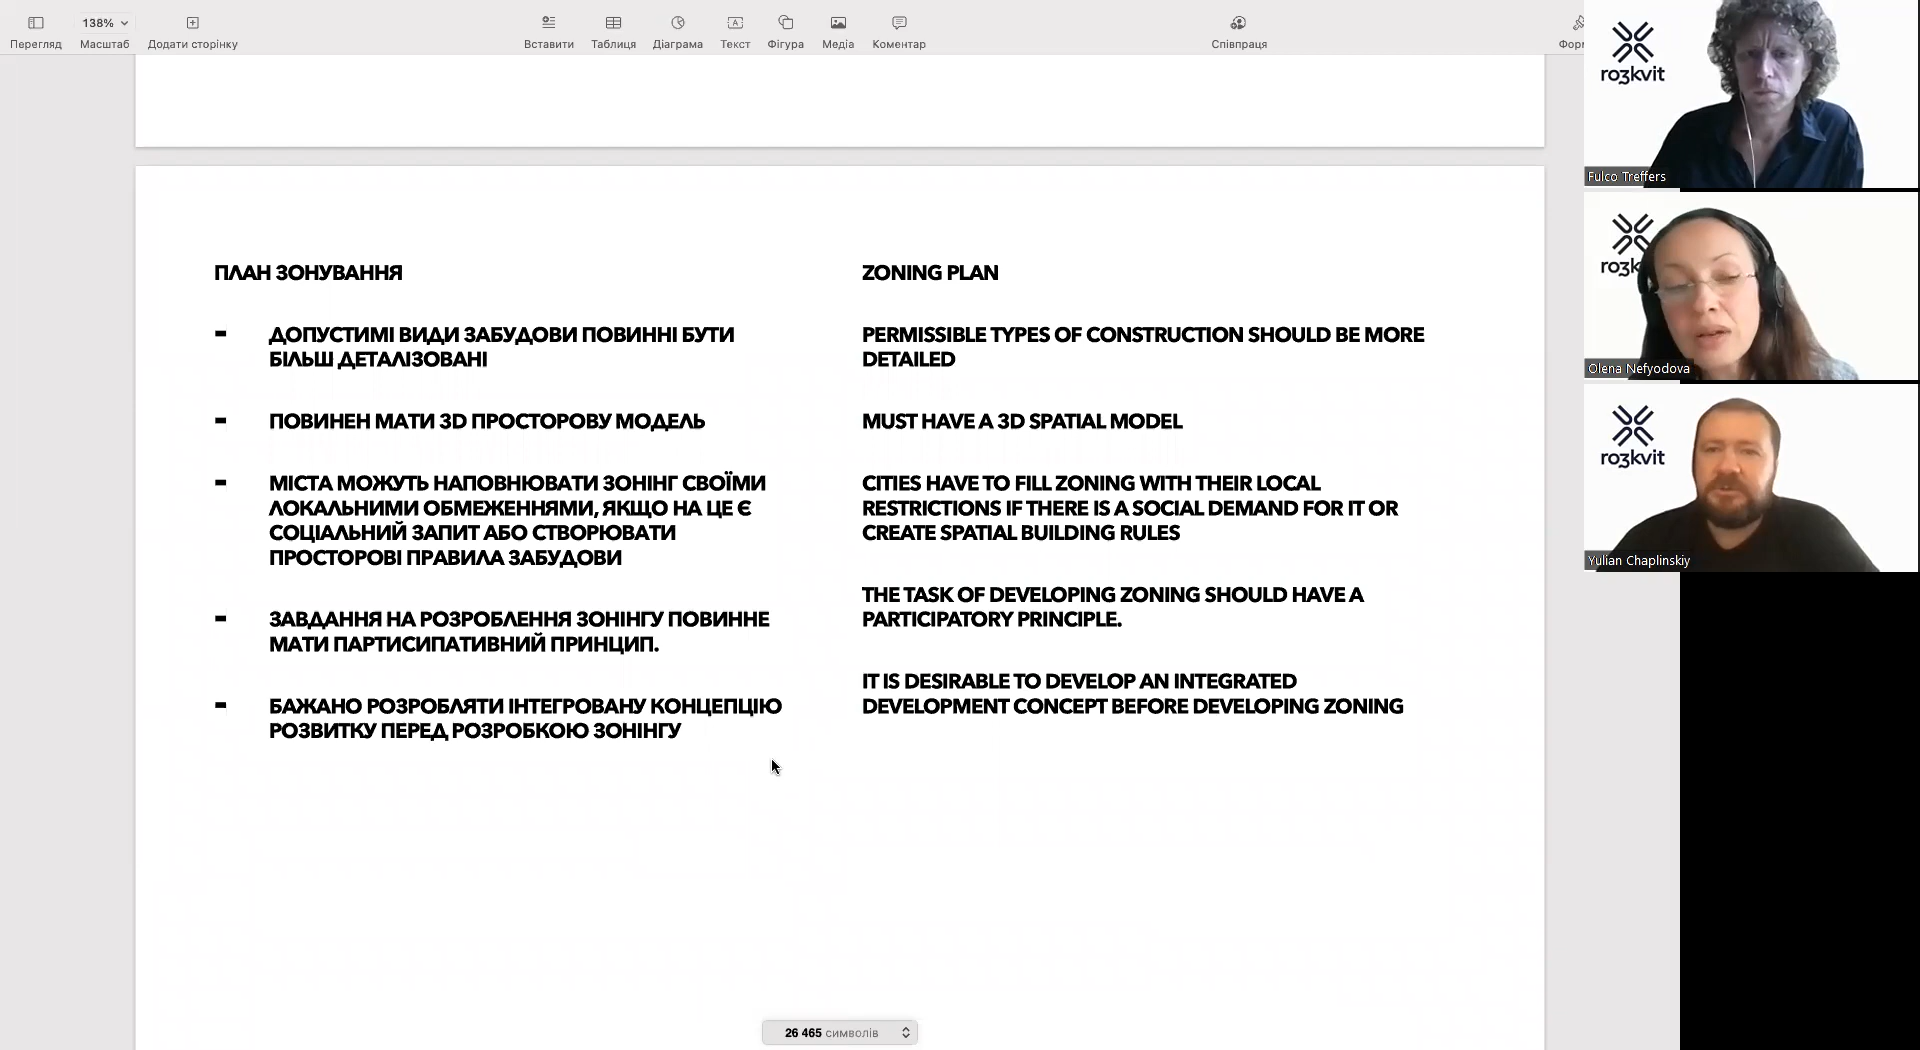 138%
Перегляд
Масштаб
Додати сторінку
Вставити
Таблиця
Діаграма
Текст
Фігура
Медіа
Коментар
Співпраця
ПЛАН ЗОНУВАННЯ
- ДОПУСТИМІ ВИДИ ЗАБУДОВИ ПОВИННІ БУТИ
БІЛЬШ ДЕТАЛІЗОВАНІ
- ПОВИНЕН МАТИ 3D ПРОСТОРОВУ МОДЕЛЬ
- МІСТА МОЖУТЬ НАПОВНЮВАТИ ЗОНІНГ СВОЇМИ
ЛОКАЛЬНИМИ ОБМЕЖЕННЯМИ, ЯКЩО НА ЦЕ Є
СОЦІАЛЬНИЙ ЗАПИТ АБО СТВОРЮВАТИ
ПРОСТОРОВІ ПРАВИЛА ЗАБУДОВИ
- ЗАВДАННЯ НА РОЗРОБЛЕННЯ ЗОНІНГУ ПОВИННЕ
МАТИ ПАРТИСИПАТИВНИЙ ПРИНЦИП.
- БАЖАНО РОЗРОБЛЯТИ ІНТЕГРОВАНУ КОНЦЕПЦІЮ
РОЗВИТКУ ПЕРЕД РОЗРОБКОЮ ЗОНІНГУ
ZONING PLAN
PERMISSIBLE TYPES OF CONSTRUCTION SHOULD BE MORE
DETAILED
MUST HAVE A 3D SPATIAL MODEL
CITIES HAVE TO FILL ZONING WITH THEIR LOCAL
RESTRICTIONS IF THERE IS A SOCIAL DEMAND FOR IT OR
CREATE SPATIAL BUILDING RULES
THE TASK OF DEVELOPING ZONING SHOULD HAVE A
PARTICIPATORY PRINCIPLE.
IT IS DESIRABLE TO DEVELOP AN INTEGRATED
DEVELOPMENT CONCEPT BEFORE DEVELOPING ZONING
26 465 символів
ro3kvit
Fulco Treffers
Olena Nefyodova
ro3kvit
Yulian Chaplinskiy